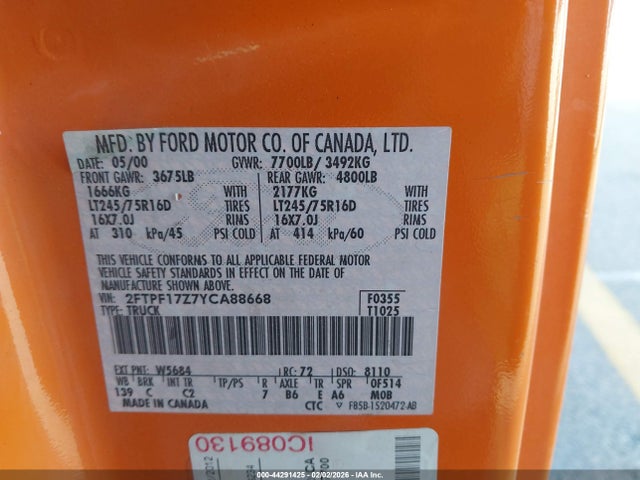 MFD. BY FORD MOTOR CO. OF CANADA, LTD.
DATE: 05/00 GVWR: 7700LB/ 3492KG
FRONT GAWR: 3675LB REAR GAWR: 4800LB
1666KG WITH 2177KG WITH
LT245/75R16D TIRES LT245/75R16D TIRES
16X7.0J RIMS 16X7.0J RIMS
AT 310 kPa/45 PSI COLD AT 414 kPa/60 PSI COLD
THIS VEHICLE CONFORMS TO ALL APPLICABLE FEDERAL MOTOR
VEHICLE SAFETY STANDARDS IN EFFECT ON THE DATE OF
MANUFACTURE SHOWN ABOVE.
VIN: 2FTPF17Z7YCA88668 F0355
TYPE: TRUCK T1025
EXT PNT: W5684 RC: 72 DSO: 8110
WB BRK INT TR TP/PS R AXLE TR SPR 0F514
139 C C2 7 B6 E A6 M0B
MADE IN CANADA CTC F85B-1520472-AB
IC089130
000-44291425 - 02/02/2026 - IAA Canada